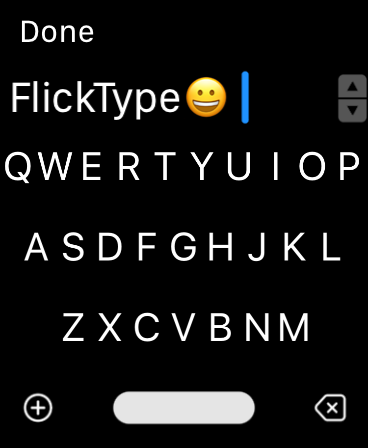 Done
FlickType😀
Q W E R T Y U I O P
A S D F G H J K L
Z X C V B N M